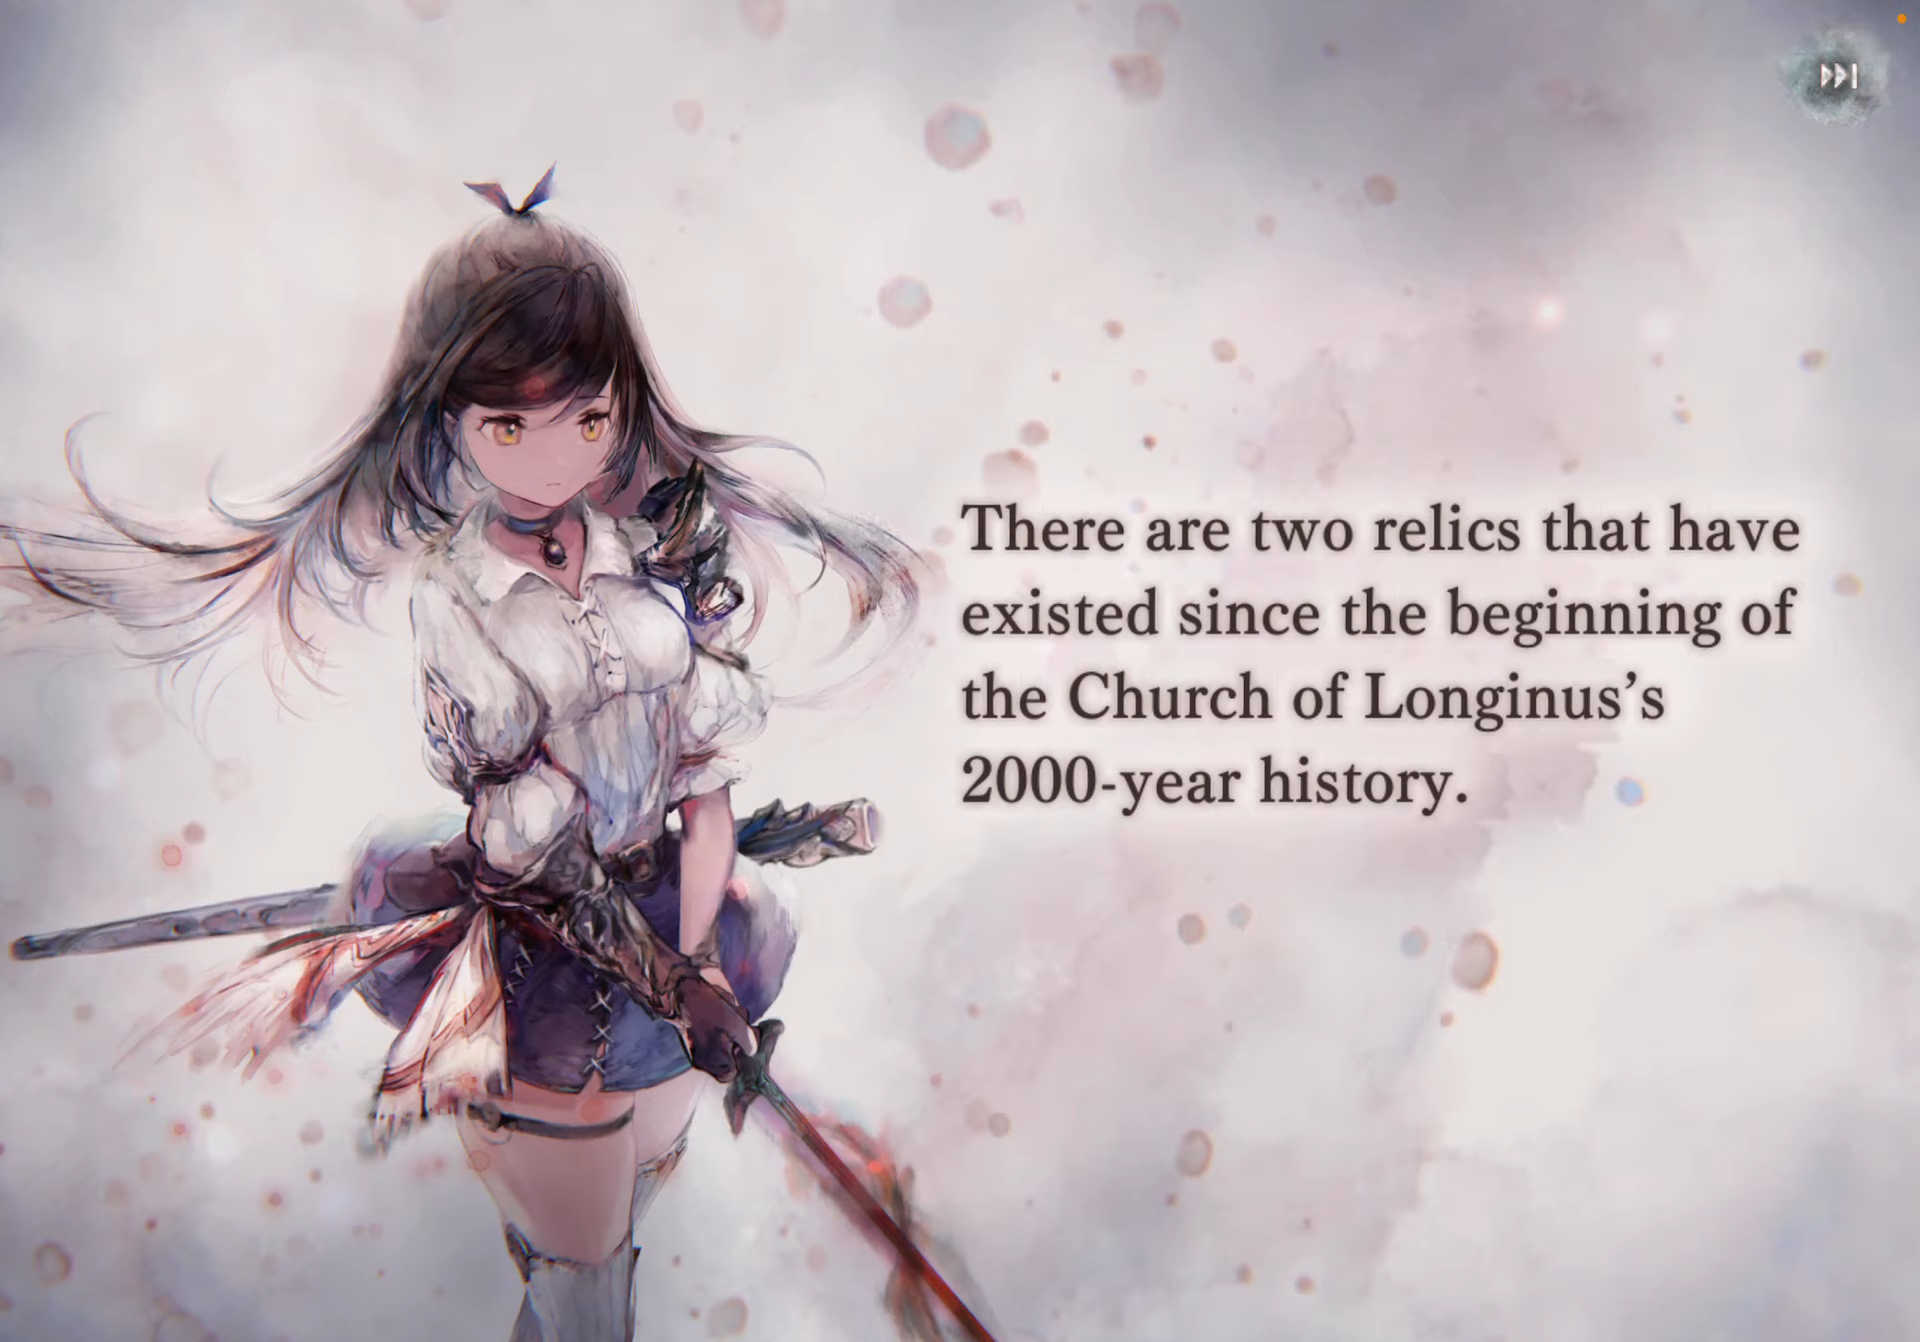 There are two relics that have
existed since the beginning of
the Church of Longinus’s
2000-year history.